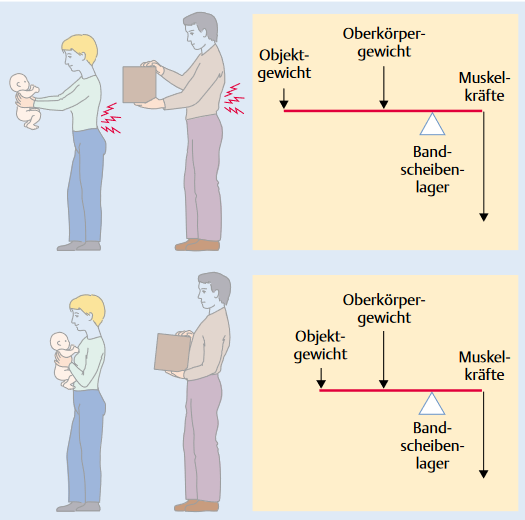 Oberkörper-
gewicht
Objekt-
gewicht
Muskel-
kräfte
Band-
scheiben-
lager
Oberkörper-
gewicht
Objekt-
gewicht
Muskel-
kräfte
Band-
scheiben-
lager